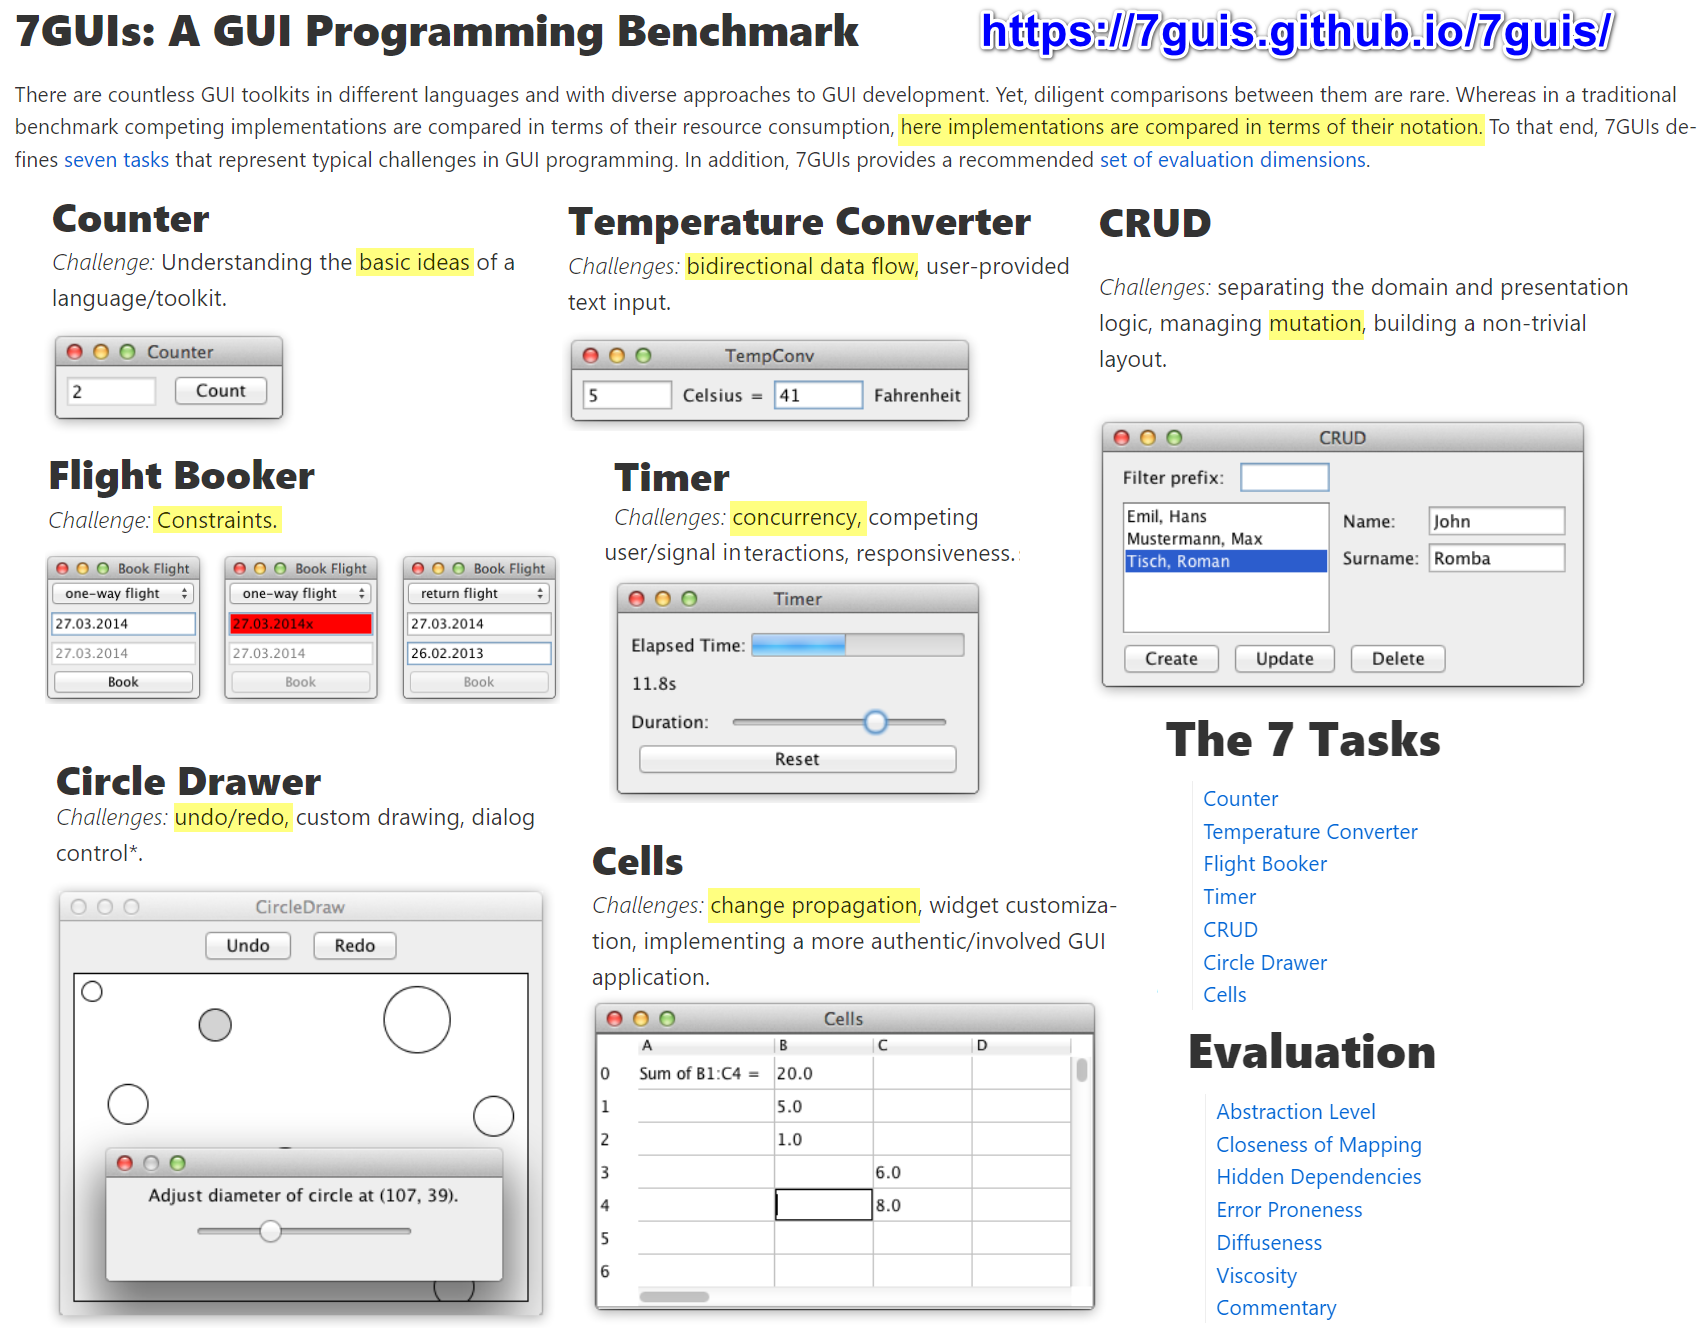 7GUIs: A GUI Programming Benchmark
https://7guis.github.io/7guis/
There are countless GUI toolkits in different languages and with diverse approaches to GUI development. Yet, diligent comparisons between them are rare. Whereas in a traditional
benchmark competing implementations are compared in terms of their resource consumption, here implementations are compared in terms of their notation. To that end, 7GUIs de-
fines seven tasks that represent typical challenges in GUI programming. In addition, 7GUIs provides a recommended set of evaluation dimensions.
Counter
Challenge: Understanding the basic ideas of a
language/toolkit.
Counter
2 Count
Temperature Converter
Challenges: bidirectional data flow, user-provided
text input.
TempConv
5 Celsius = 41 Fahrenheit
CRUD
Challenges: separating the domain and presentation
logic, managing mutation, building a non-trivial
layout.
CRUD
Filter prefix:
Emil, Hans
Mustermann, Max
Tisch, Roman
Name: John
Surname: Romba
Create Update Delete
Flight Booker
Challenge: Constraints.
Book Flight
one-way flight
27.03.2014
27.03.2014
Book
Book Flight
one-way flight
27.03.2014x
27.03.2014
Book
Book Flight
return flight
27.03.2014
26.02.2013
Book
Timer
Challenges: concurrency, competing
user/signal interactions, responsiveness.
Timer
Elapsed Time:
11.8s
Duration:
Reset
Circle Drawer
Challenges: undo/redo, custom drawing, dialog
control*.
CircleDraw
Undo Redo
Adjust diameter of circle at (107, 39).
Cells
Challenges: change propagation, widget customiza-
tion, implementing a more authentic/involved GUI
application.
Cells
A B C D
0 Sum of B1:C4 = 20.0
1 5.0
2 1.0
3 6.0
4 8.0
5
6
The 7 Tasks
Counter
Temperature Converter
Flight Booker
Timer
CRUD
Circle Drawer
Cells
Evaluation
Abstraction Level
Closeness of Mapping
Hidden Dependencies
Error Proneness
Diffuseness
Viscosity
Commentary